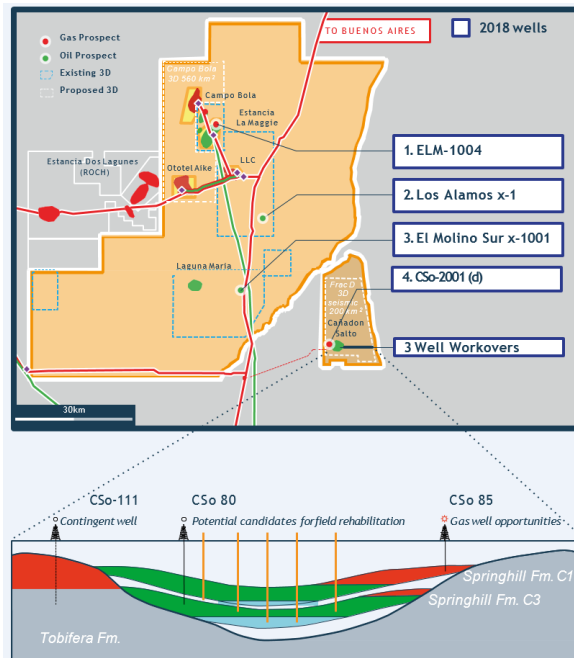 Gas Prospect
Oil Prospect
Existing 3D
Proposed 3D
TO BUENOS AIRES
2018 wells
Campo Bola
3D 560 km²
Campo Bola
Estancia
La Maggie
Estancia Dos Lagunes
(ROCH)
Ototel Aike
LLC
1. ELM-1004
2. Los Alamos x-1
3. El Molino Sur x-1001
4. CSo-2001 (d)
3 Well Workovers
Laguna Maria
Frac D
3D
seismic
200 km²
Cañadon
Salto
30km
CSo-111
CSo 80
CSo 85
Contingent well
Potential candidates forfield rehabilitation
Gas well opportunities
Springhill Fm. C1
Springhill Fm. C3
Tobifera Fm.